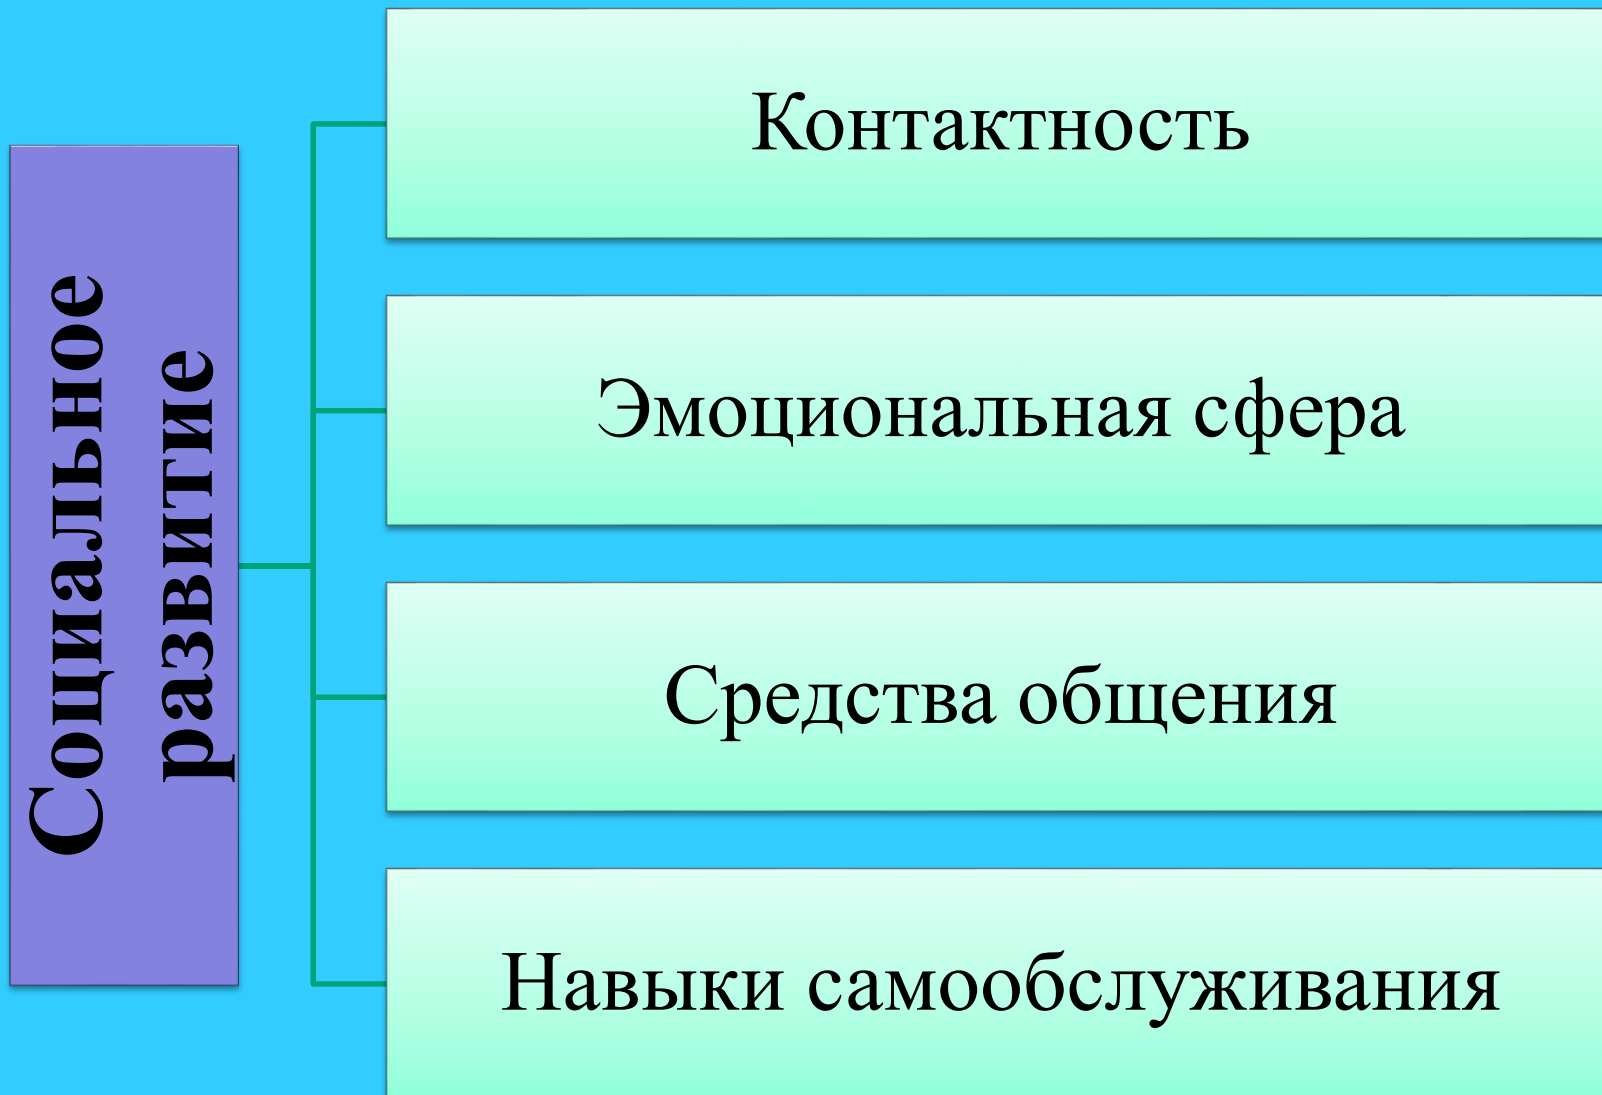 Социальное
развитие
Контактность
Эмоциональная сфера
Средства общения
Навыки самообслуживания